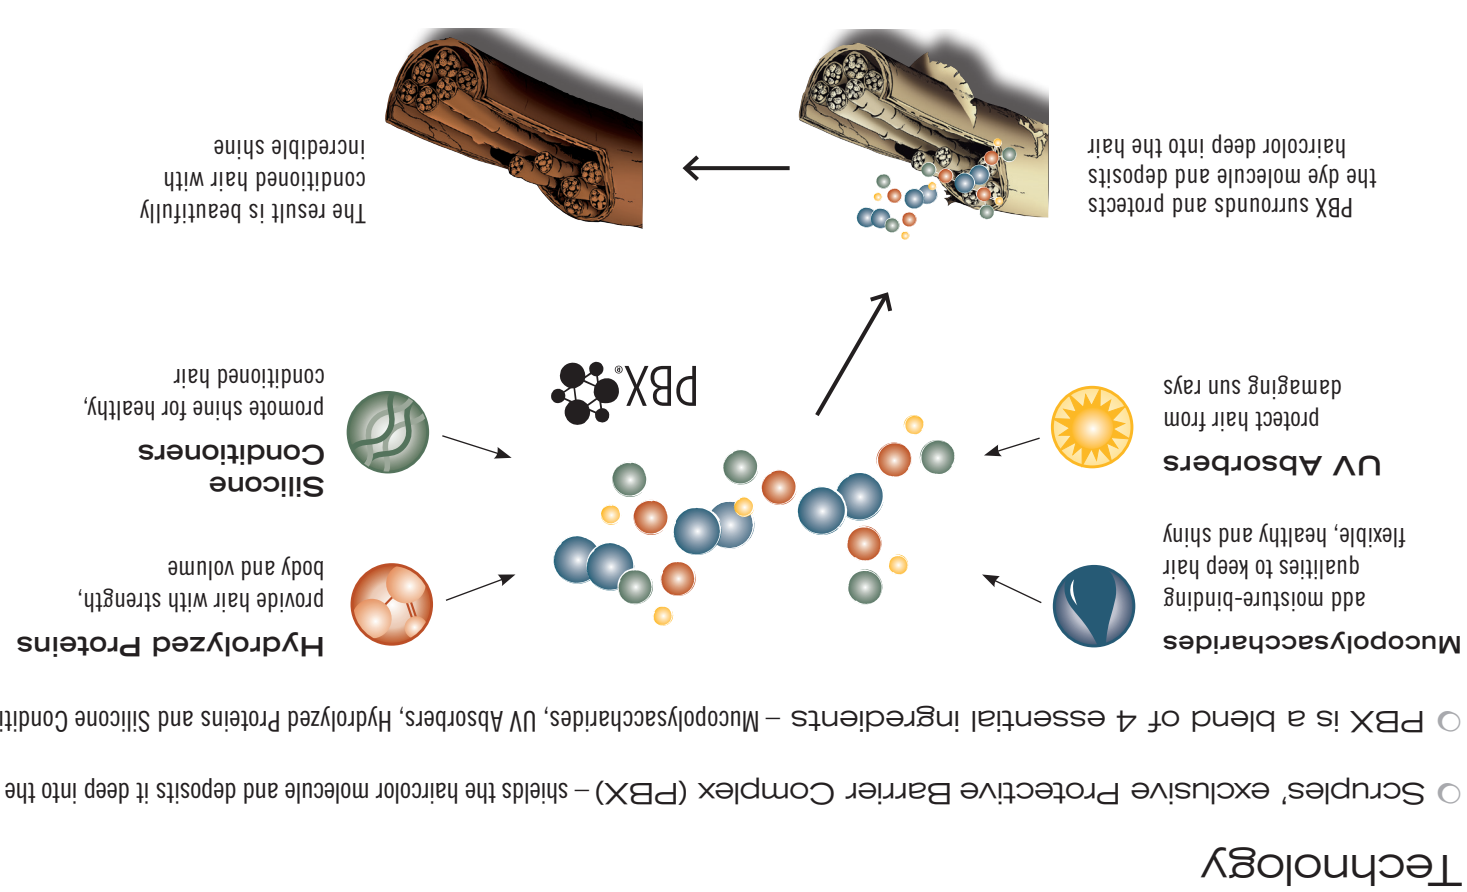 Technology
Scruples' exclusive Protective Barrier Complex (PBX) – shields the haircolor molecule and deposits it deep into the
PBX is a blend of 4 essential ingredients – Mucopolysaccharides, UV Absorbers, Hydrolyzed Proteins and Silicone Conditi
Mucopolysaccharides
add moisture-binding
qualities to keep hair
flexible, healthy and shiny
Hydrolyzed Proteins
provide hair with strength,
body and volume
UV Absorbers
protect hair from
damaging sun rays
Silicone
Conditioners
promote shine for healthy,
conditioned hair
PBX®
PBX surrounds and protects
the dye molecule and deposits
haircolor deep into the hair
The result is beautifully
conditioned hair with
incredible shine